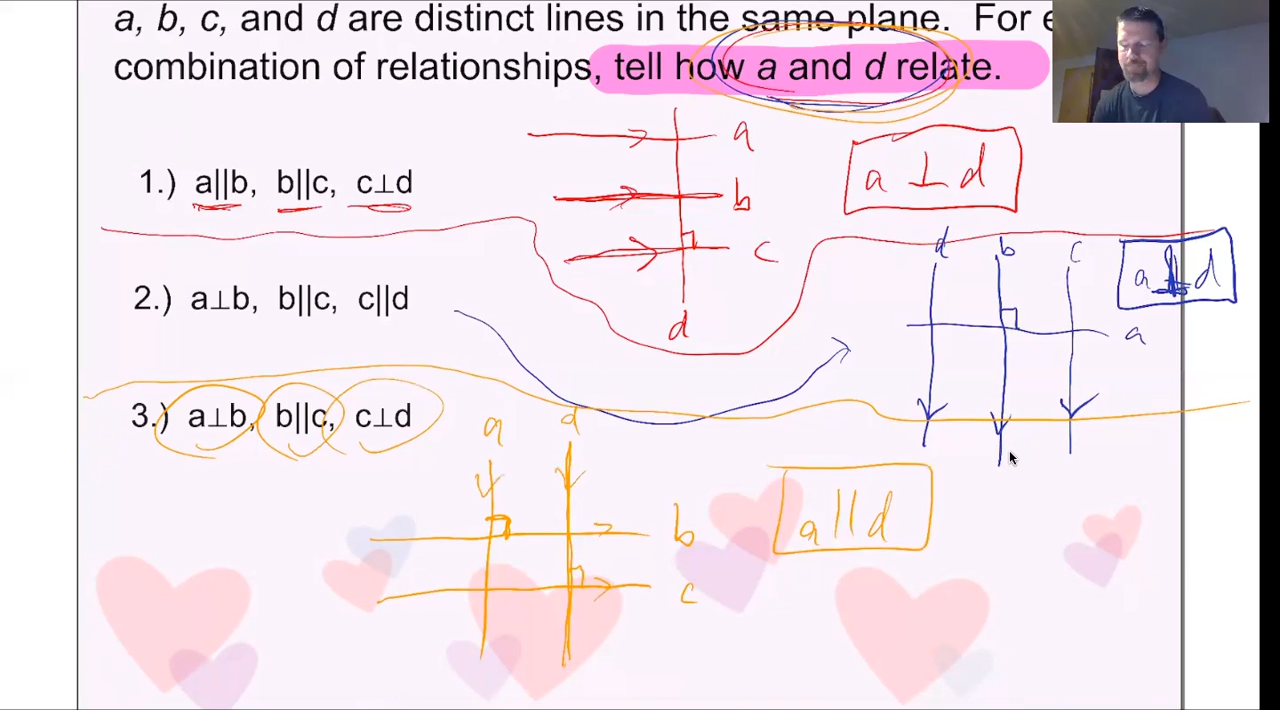 a, b, c, and d are distinct lines in the same plane. For
combination of relationships, tell how a and d relate.
a
1.) a||b, b||c, c⊥d
b
a ⊥ d
c
d
d b c
a ⊥ d
2.) a⊥b, b||c, c||d
a
3.) a⊥b, b||c, c⊥d
a d
b
a || d
c